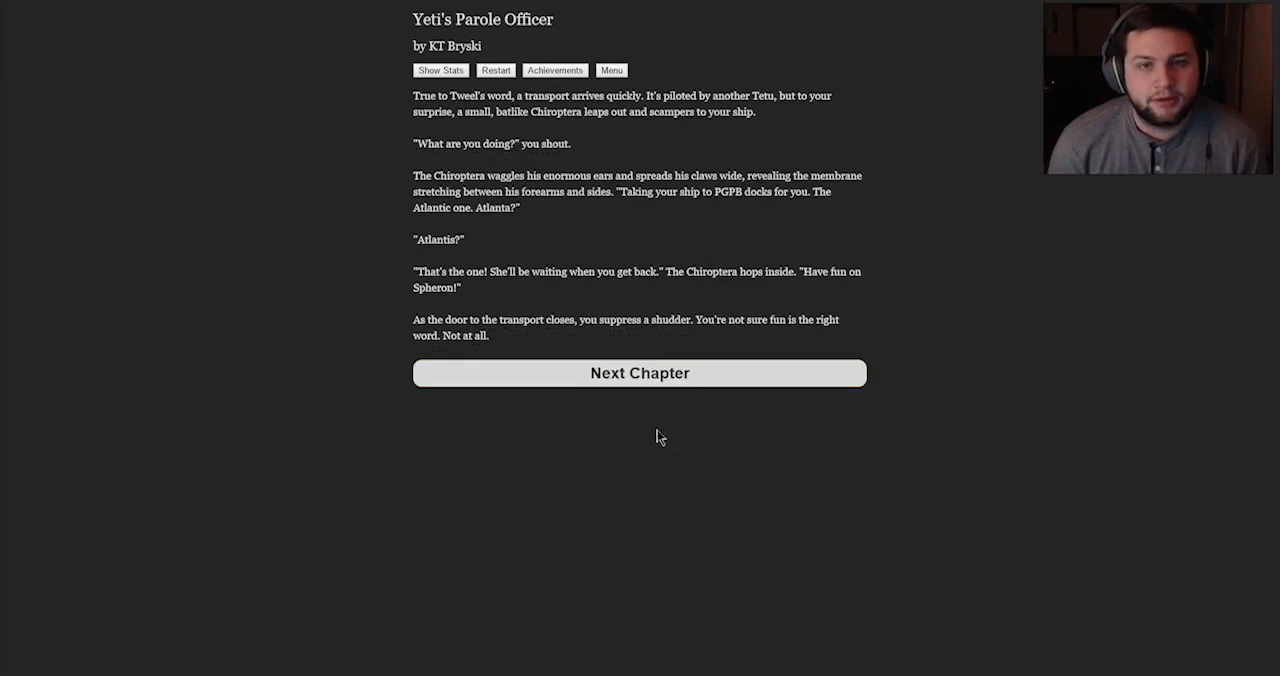 Yeti's Parole Officer
by KT Bryski
Show Stats Restart Achievements Menu
True to Tweel's word, a transport arrives quickly. It's piloted by another Tetu, but to your
surprise, a small, batlike Chiroptera leaps out and scampers to your ship.
"What are you doing?" you shout.
The Chiroptera waggles his enormous ears and spreads his claws wide, revealing the membrane
stretching between his forearms and sides. "Taking your ship to PGPB docks for you. The
Atlantic one. Atlanta?"
"Atlantis?"
"That's the one! She'll be waiting when you get back." The Chiroptera hops inside. "Have fun on
Spheron!"
As the door to the transport closes, you suppress a shudder. You're not sure fun is the right
word. Not at all.
Next Chapter